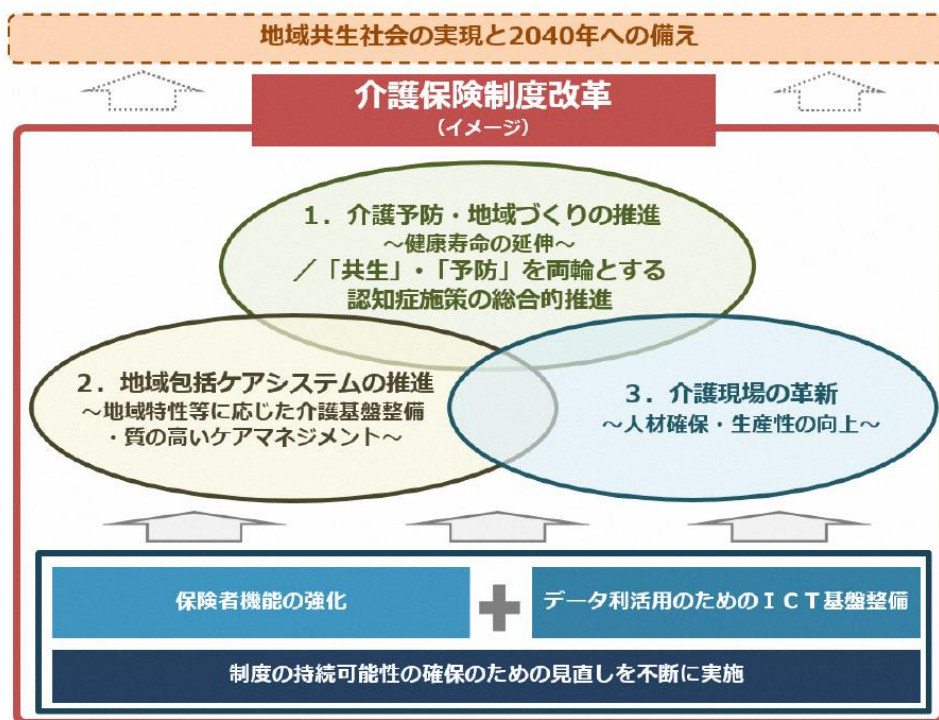 地域共生社会の実現と2040年への備え
介護保険制度改革
（イメージ）
1．介護予防・地域づくりの推進
～健康寿命の延伸～
／「共生」・「予防」を両輪とする
認知症施策の総合的推進
2．地域包括ケアシステムの推進
～地域特性等に応じた介護基盤整備
・質の高いケアマネジメント～
3．介護現場の革新
～人材確保・生産性の向上～
保険者機能の強化
データ利活用のためのＩＣＴ基盤整備
制度の持続可能性の確保のための見直しを不断に実施